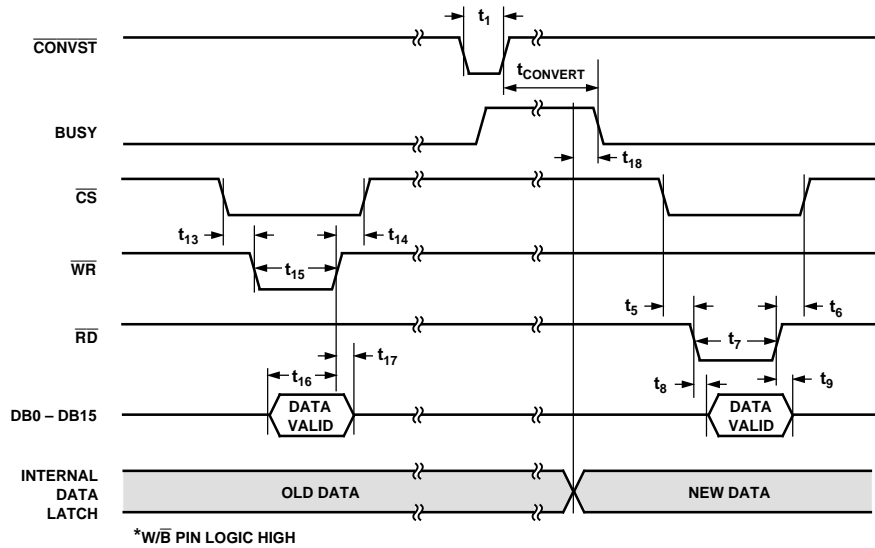 t1
CONVST
tCONVERT
BUSY
t18
CS
t13
t14
WR
t15
t5
t6
RD
t7
t17
t16
t8
t9
DB0 – DB15
DATA
VALID
DATA
VALID
INTERNAL
DATA
LATCH
OLD DATA
NEW DATA
*W/B PIN LOGIC HIGH